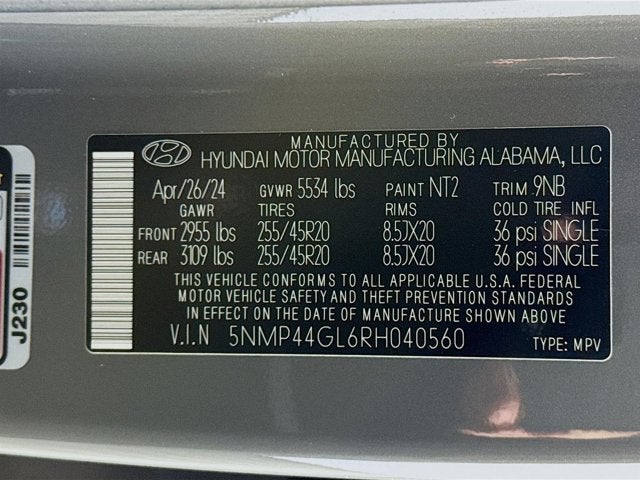 MANUFACTURED BY
HYUNDAI MOTOR MANUFACTURING ALABAMA, LLC
Apr/26/24 GVWR 5534 lbs PAINT NT2 TRIM 9NB
GAWR TIRES RIMS COLD TIRE INFL
FRONT 2955 lbs 255/45R20 8.5JX20 36 psi SINGLE
REAR 3109 lbs 255/45R20 8.5JX20 36 psi SINGLE
THIS VEHICLE CONFORMS TO ALL APPLICABLE U.S.A. FEDERAL
MOTOR VEHICLE SAFETY AND THEFT PREVENTION STANDARDS
IN EFFECT ON THE DATE OF MANUFACTURE SHOWN ABOVE.
V.I.N 5NMP44GL6RH040560 TYPE: MPV
J230